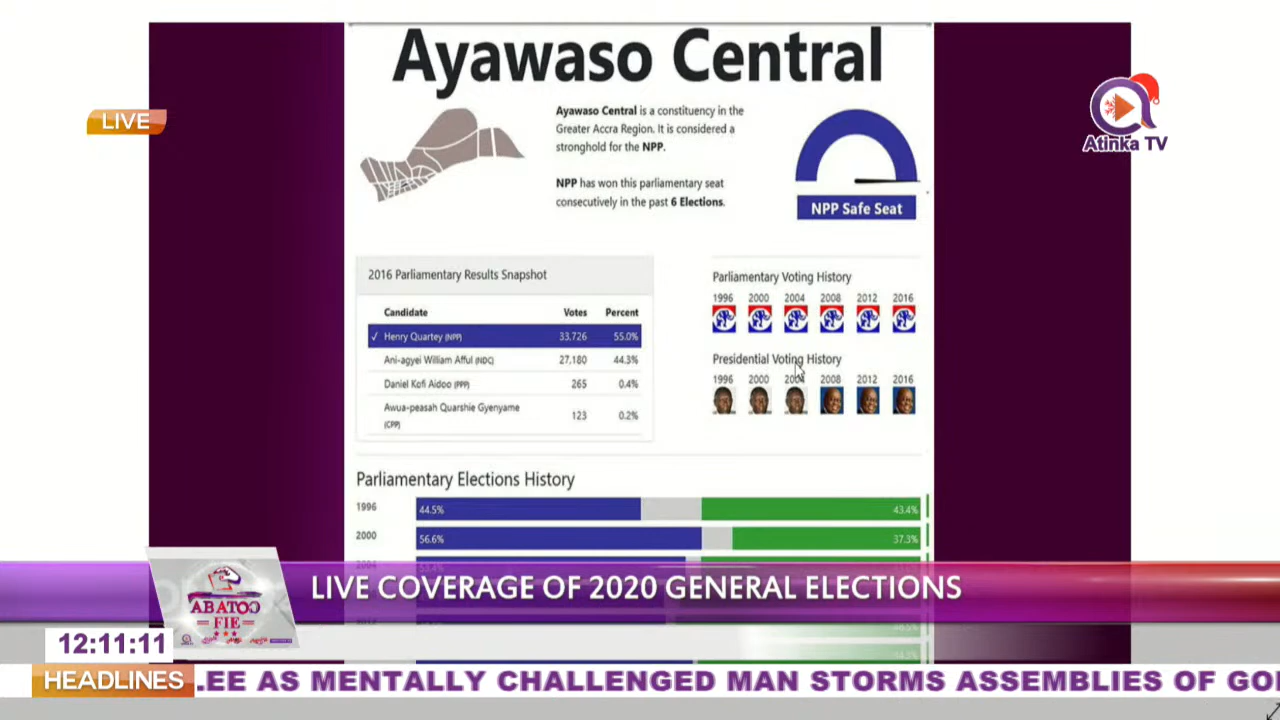 Ayawaso Central
LIVE
Ayawaso Central is a constituency in the
Greater Accra Region. It is considered a
stronghold for the NPP.
NPP has won this parliamentary seat
consecutively in the past 6 Elections.
NPP Safe Seat
Atinka TV
2016 Parliamentary Results Snapshot
Candidate Votes Percent
✓ Henry Quartey (NPP) 33,726 55.0%
Ani-agyei William Afful (NDC) 27,180 44.3%
Daniel Kofi Aidoo (PPP) 265 0.4%
Awua-peasah Quarshie Gyenyame
(CPP) 123 0.2%
Parliamentary Voting History
1996 2000 2004 2008 2012 2016
Presidential Voting History
1996 2000 2004 2008 2012 2016
Parliamentary Elections History
1996 44.5% 43.4%
2000 56.6% 37.3%
2004 53.4%
LIVE COVERAGE OF 2020 GENERAL ELECTIONS
ABATOO
FIE
2012
44.3%
12:11:11
HEADLINES .EE AS MENTALLY CHALLENGED MAN STORMS ASSEMBLIES OF GO